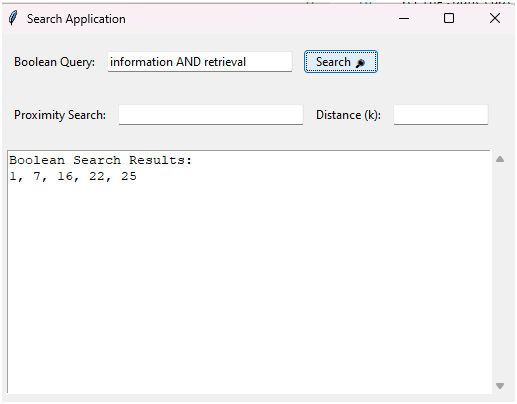 Search Application
Boolean Query: information AND retrieval Search
Proximity Search: Distance (k):
Boolean Search Results:
1, 7, 16, 22, 25